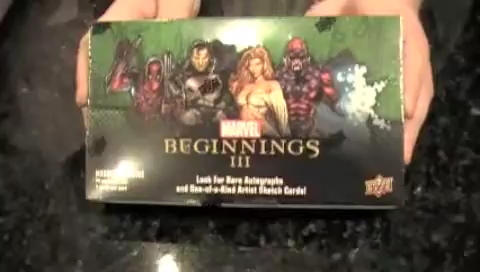 MARVEL
BEGINNINGS
III
Look For Rare Autographs
and One-of-a-Kind Artist Sketch Cards!
UPPER DECK